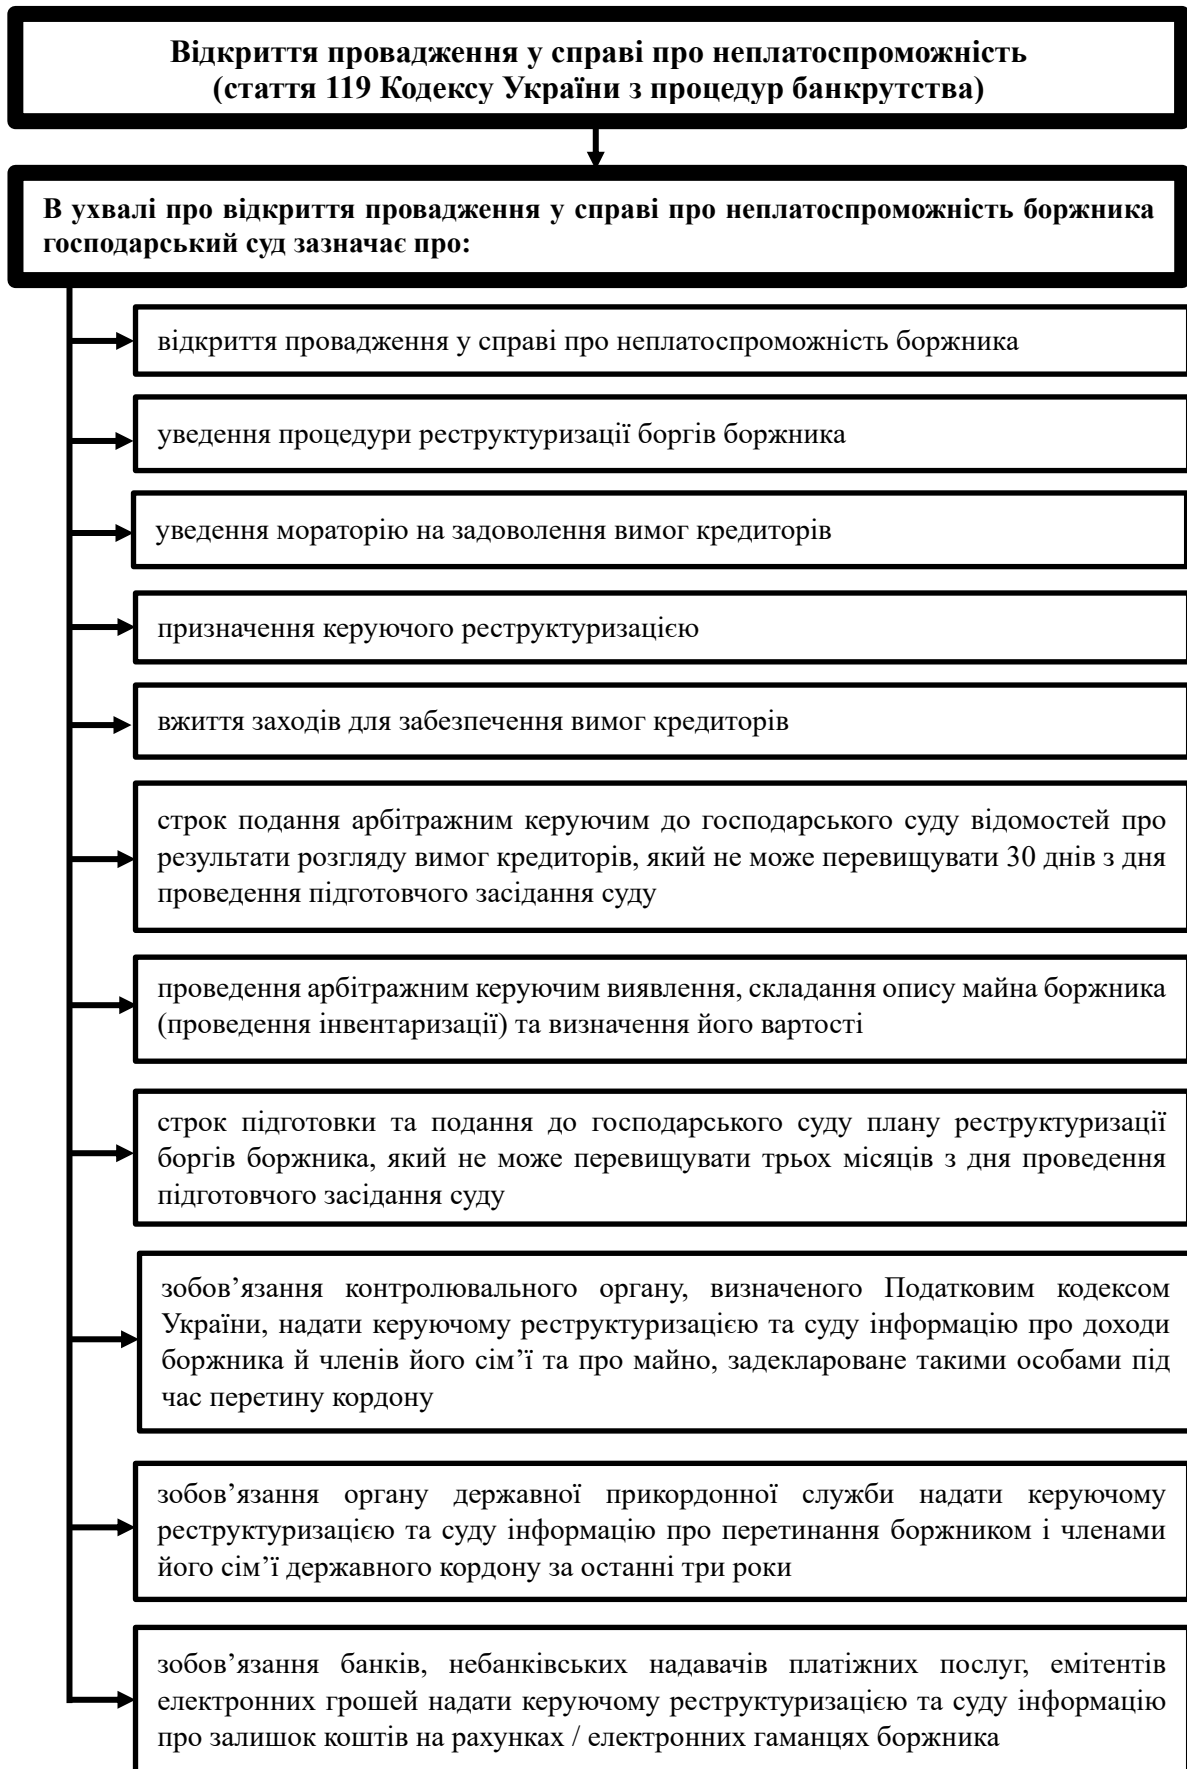 Відкриття провадження у справі про неплатоспроможність
(стаття 119 Кодексу України з процедур банкрутства)
В ухвалі про відкриття провадження у справі про неплатоспроможність боржника
господарський суд зазначає про:
відкриття провадження у справі про неплатоспроможність боржника
уведення процедури реструктуризації боргів боржника
уведення мораторію на задоволення вимог кредиторів
призначення керуючого реструктуризацією
вжиття заходів для забезпечення вимог кредиторів
строк подання арбітражним керуючим до господарського суду відомостей про
результати розгляду вимог кредиторів, який не може перевищувати 30 днів з дня
проведення підготовчого засідання суду
проведення арбітражним керуючим виявлення, складання опису майна боржника
(проведення інвентаризації) та визначення його вартості
строк підготовки та подання до господарського суду плану реструктуризації
боргів боржника, який не може перевищувати трьох місяців з дня проведення
підготовчого засідання суду
зобов’язання контролювального органу, визначеного Податковим кодексом
України, надати керуючому реструктуризацією та суду інформацію про доходи
боржника й членів його сім’ї та про майно, задеклароване такими особами під
час перетину кордону
зобов’язання органу державної прикордонної служби надати керуючому
реструктуризацією та суду інформацію про перетинання боржником і членами
його сім’ї державного кордону за останні три роки
зобов’язання банків, небанківських надавачів платіжних послуг, емітентів
електронних грошей надати керуючому реструктуризацією та суду інформацію
про залишок коштів на рахунках / електронних гаманцях боржника